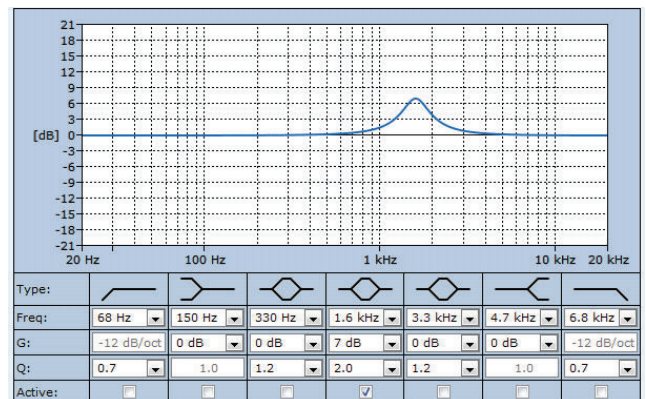 21
18
15
12
9
6
3
[dB] 0
-3
-6
-9
-12
-15
-18
-21
20 Hz 100 Hz 1 kHz 10 kHz 20 kHz
Type:
Freq: 68 Hz 150 Hz 330 Hz 1.6 kHz 3.3 kHz 4.7 kHz 6.8 kHz
G: -12 dB/oct 0 dB 0 dB 7 dB 0 dB 0 dB -12 dB/oct
Q: 0.7 1.0 1.2 2.0 1.2 1.0 0.7
Active: